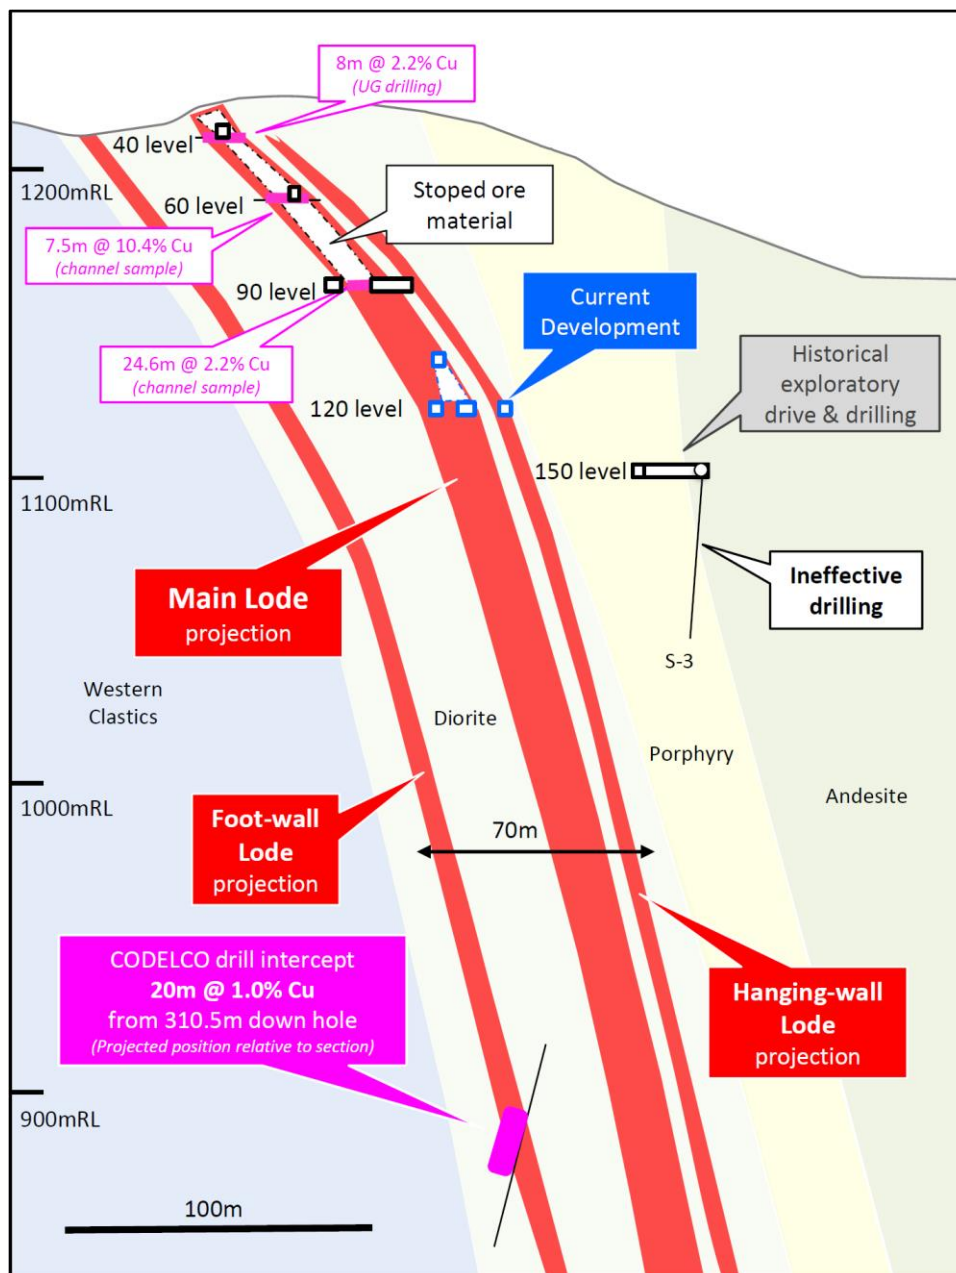 8m @ 2.2% Cu
(UG drilling)
40 level
1200mRL
60 level
Stoped ore
material
7.5m @ 10.4% Cu
(channel sample)
90 level
Current
Development
24.6m @ 2.2% Cu
(channel sample)
Historical
exploratory
drive & drilling
120 level
150 level
1100mRL
Ineffective
drilling
Main Lode
projection
S-3
Western
Clastics
Diorite
Porphyry
Andesite
1000mRL
Foot-wall
Lode
projection
70m
CODELCO drill intercept
20m @ 1.0% Cu
from 310.5m down hole
(Projected position relative to section)
Hanging-wall
Lode
projection
900mRL
100m